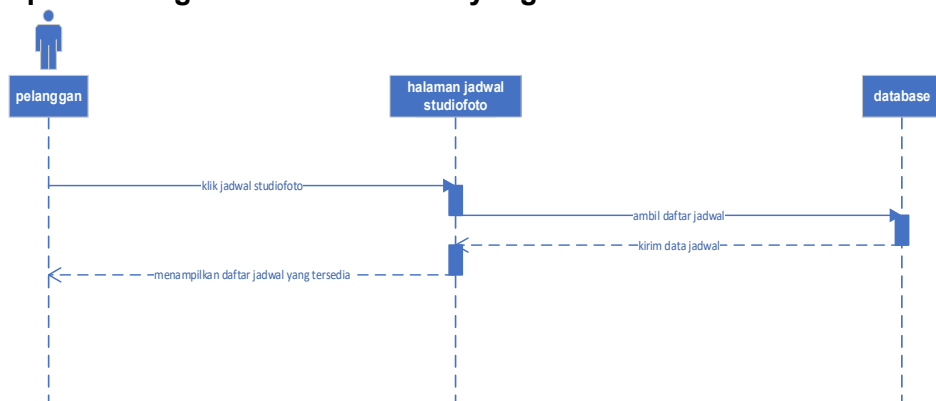 pelanggan
halaman jadwal
studiofoto
database
klik jadwal studiofoto
ambil daftar jadwal
kirim data jadwal
menampilkan daftar jadwal yang tersedia